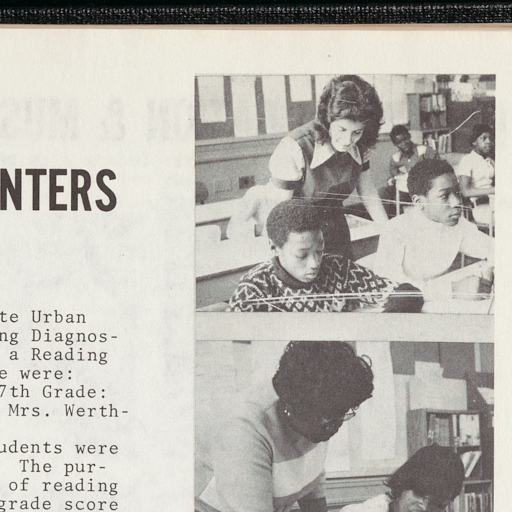 NTERS
te Urban
ng Diagnos-
a Reading
e were:
7th Grade:
Mrs. Werth-
udents were
The pur-
of reading
grade score